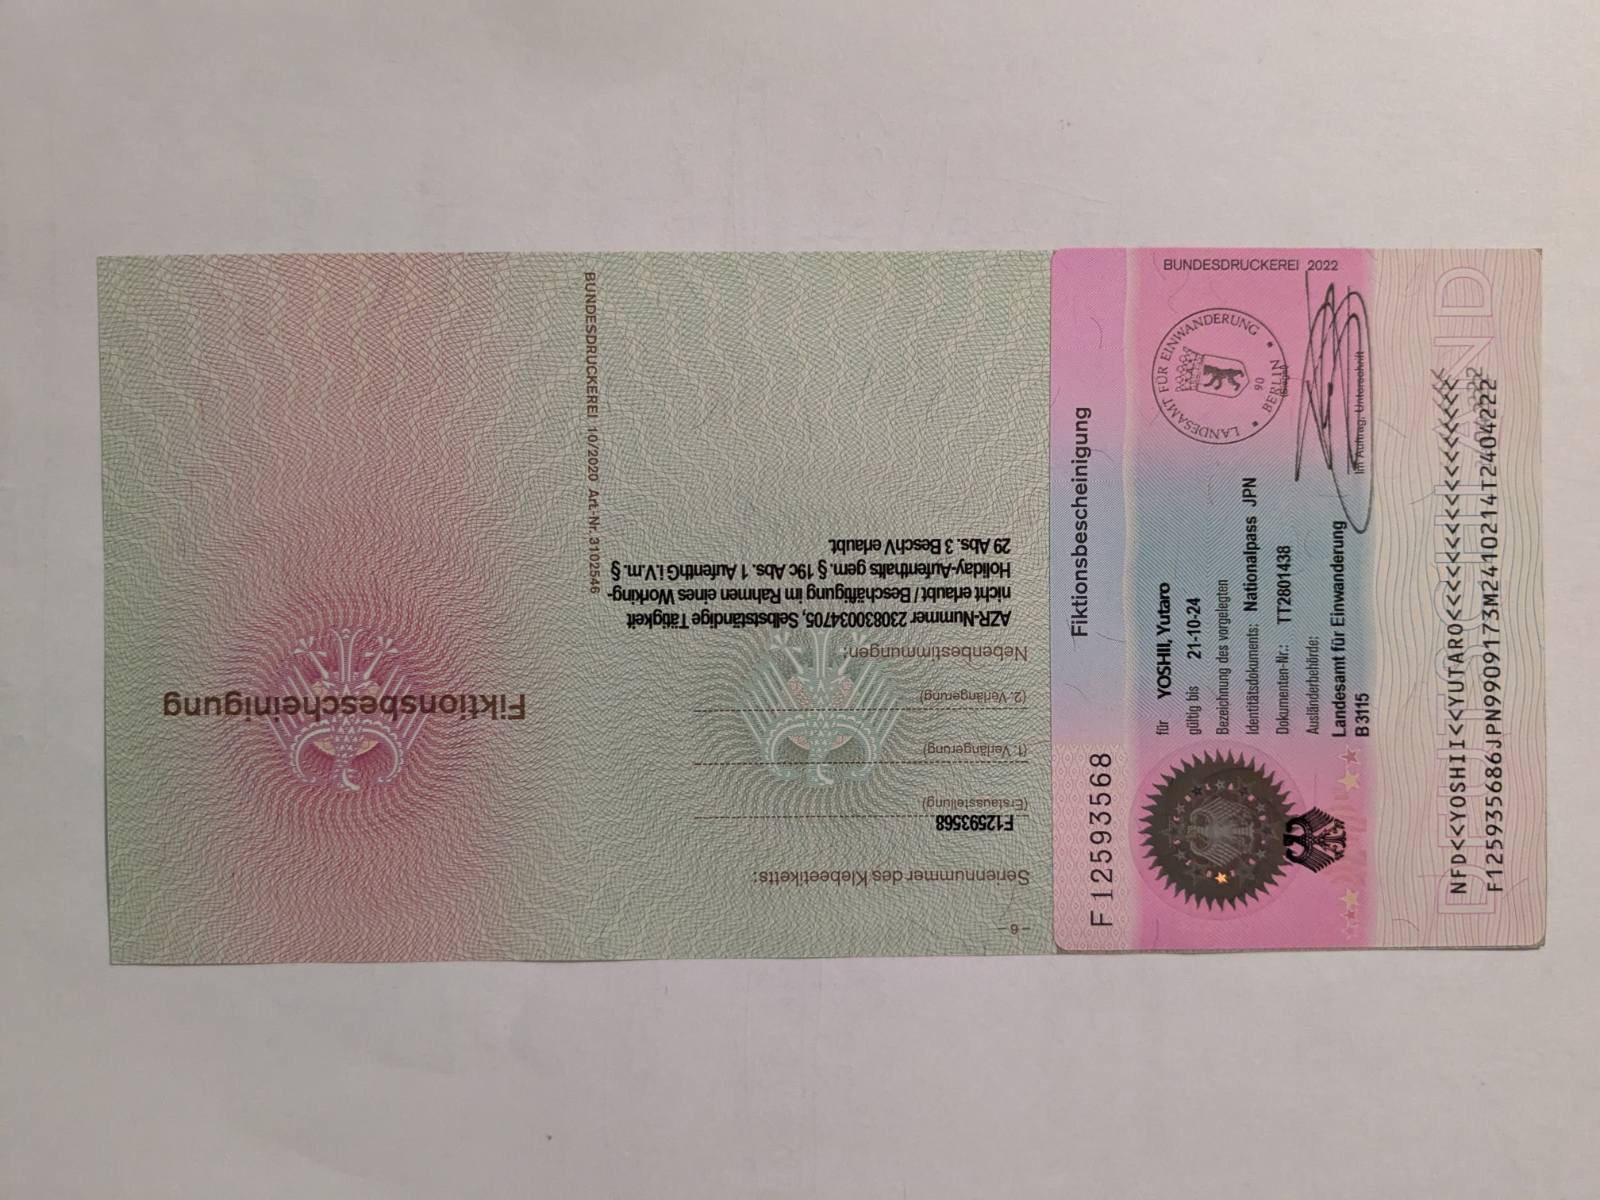 Fiktionsbescheinigung
BUNDESDRUCKEREI 10/2020 Art.-Nr. 3102546
– 6 –
Seriennummer des Klebeetiketts:
F12593568
(Erstausstellung)
(1. Verlängerung)
(2. Verlängerung)
Nebenbestimmungen:
AZR-Nummer 230830034705, Selbstständige Tätigkeit
nicht erlaubt / Beschäftigung im Rahmen eines Working-
Holiday-Aufenthalts gem. § 19c Abs. 1 AufenthG i.V.m. §
29 Abs. 3 BeschV erlaubt.
BUNDESDRUCKEREI 2022
F12593568
Fiktionsbescheinigung
für YOSHII, Yutaro
gültig bis 21-10-24
Bezeichnung des vorgelegten
Identitätsdokuments: Nationalpass JPN
Dokumenten-Nr.: TT2801438
Ausländerbehörde:
Landesamt für Einwanderung
B 3115
LANDESAMT FÜR EINWANDERUNG
BERLIN
90
(Siegel)
Im Auftrag, Unterschrift
DEUTSCHLAND
NFD<<YOSHII<<YUTARO<<<<<<<<<<<<<<<<<
F125935686JPN9909173M2410214T2404222